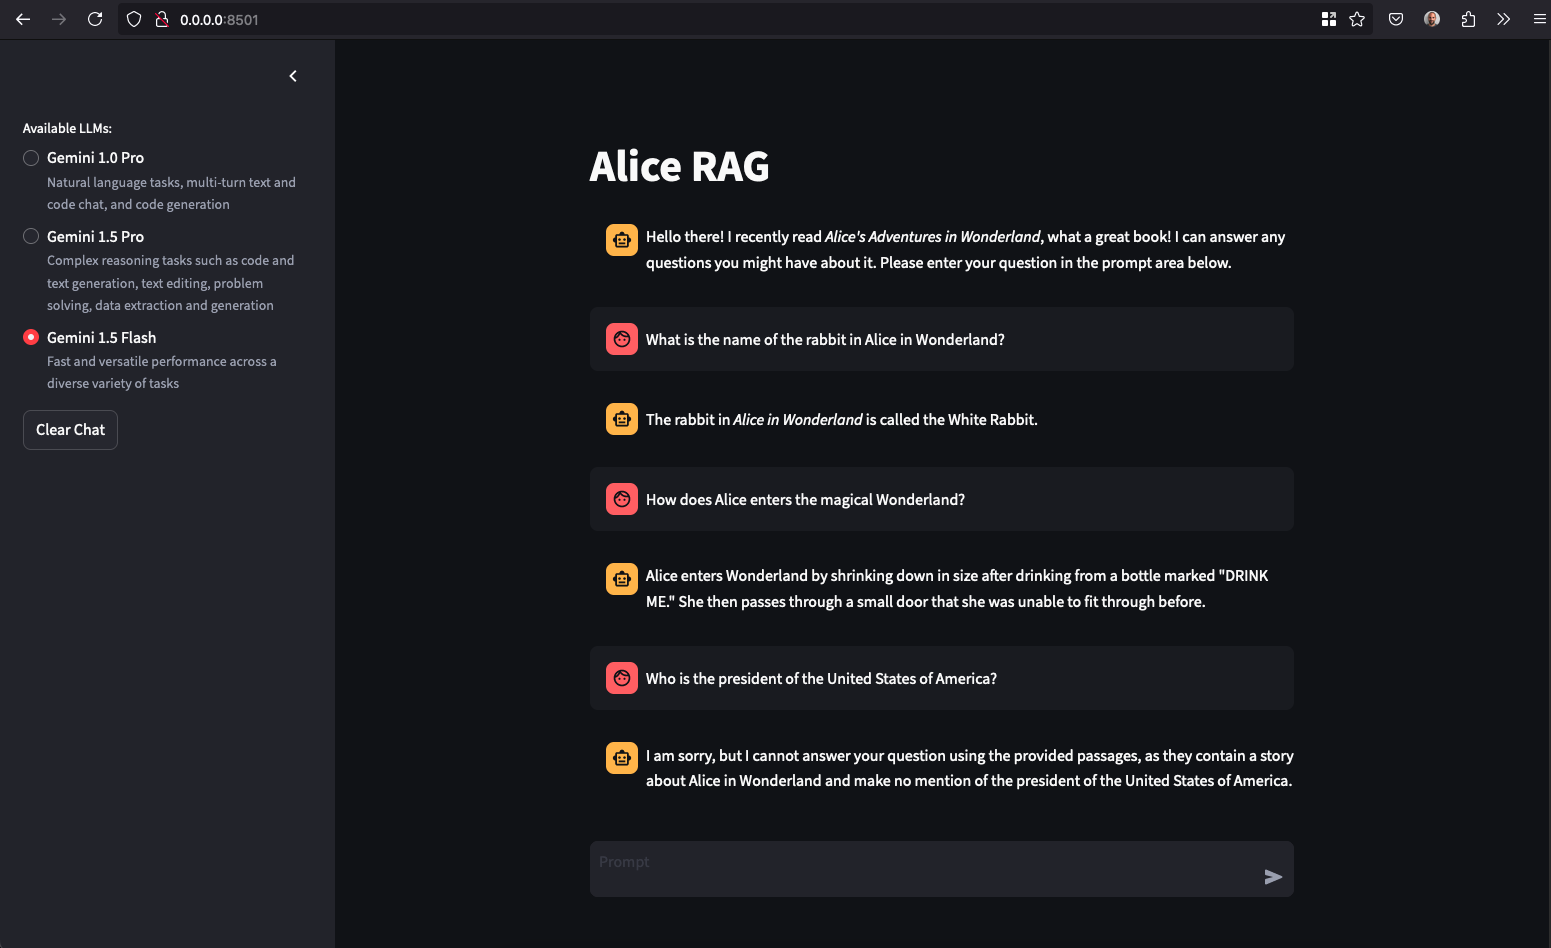 0.0.0.0:8501
Available LLMs:
Gemini 1.0 Pro
Natural language tasks, multi-turn text and
code chat, and code generation
Gemini 1.5 Pro
Complex reasoning tasks such as code and
text generation, text editing, problem
solving, data extraction and generation
Gemini 1.5 Flash
Fast and versatile performance across a
diverse variety of tasks
Clear Chat
Alice RAG
Hello there! I recently read Alice's Adventures in Wonderland, what a great book! I can answer any
questions you might have about it. Please enter your question in the prompt area below.
What is the name of the rabbit in Alice in Wonderland?
The rabbit in Alice in Wonderland is called the White Rabbit.
How does Alice enters the magical Wonderland?
Alice enters Wonderland by shrinking down in size after drinking from a bottle marked "DRINK
ME." She then passes through a small door that she was unable to fit through before.
Who is the president of the United States of America?
I am sorry, but I cannot answer your question using the provided passages, as they contain a story
about Alice in Wonderland and make no mention of the president of the United States of America.
Prompt